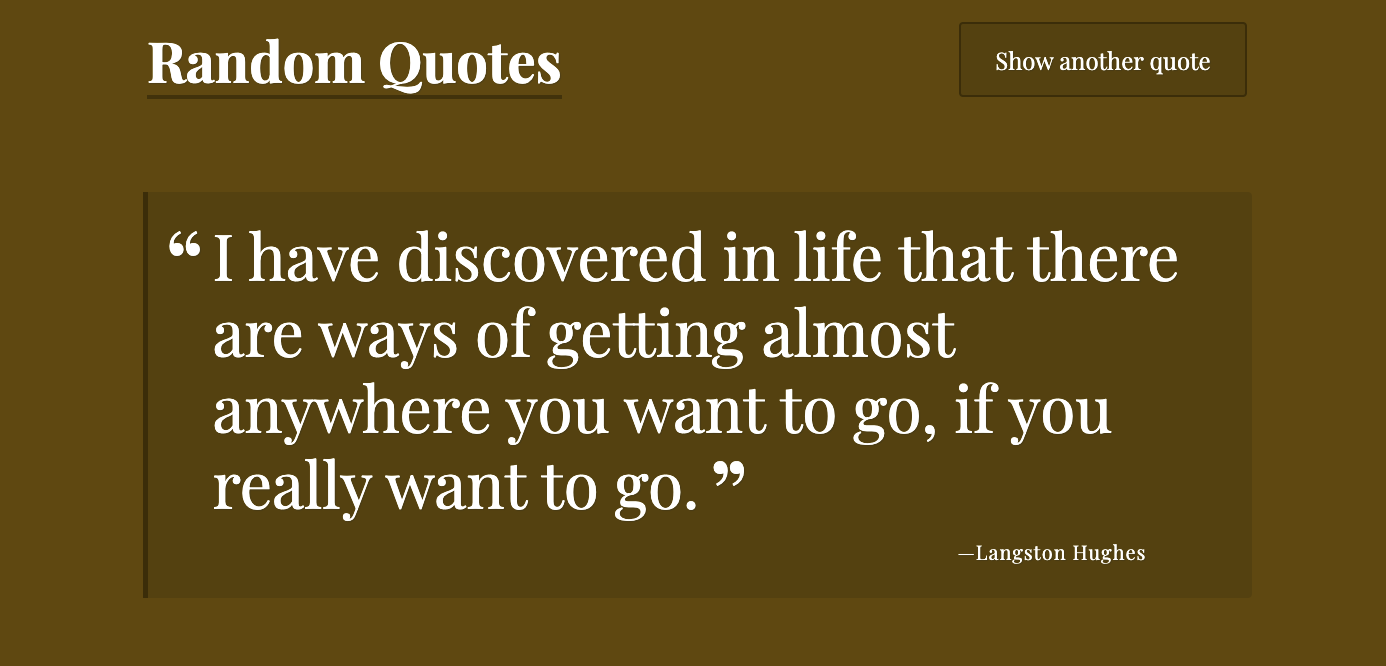 Random Quotes
Show another quote
“ I have discovered in life that there
are ways of getting almost
anywhere you want to go, if you
really want to go. ”
—Langston Hughes